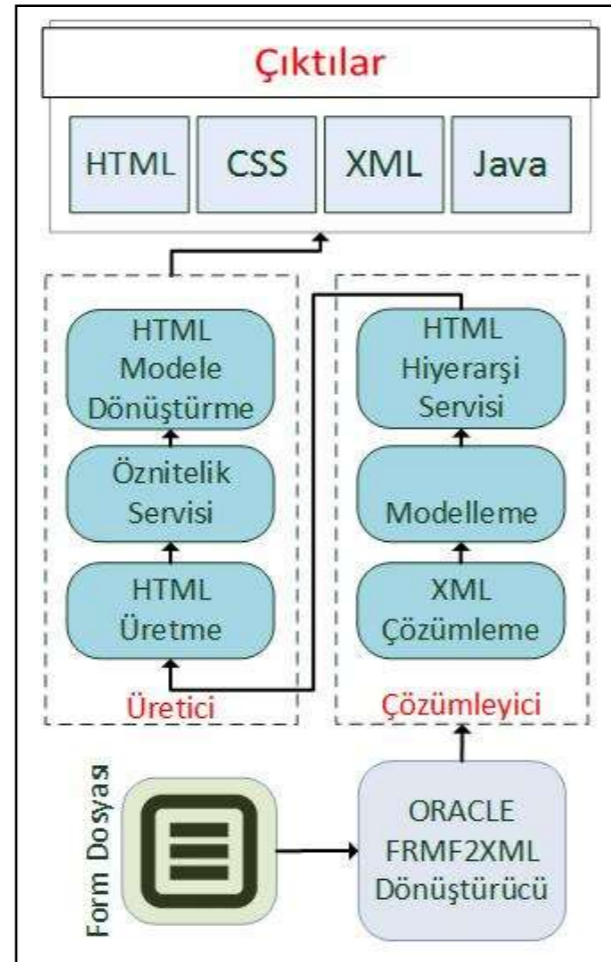 Çıktılar
HTML
CSS
XML
Java
HTML
Modele
Dönüştürme
Öznitelik
Servisi
HTML
Üretme
Üretici
HTML
Hiyerarşi
Servisi
Modelleme
XML
Çözümleme
Çözümleyici
Form Dosyası
ORACLE
FRMF2XML
Dönüştürücü